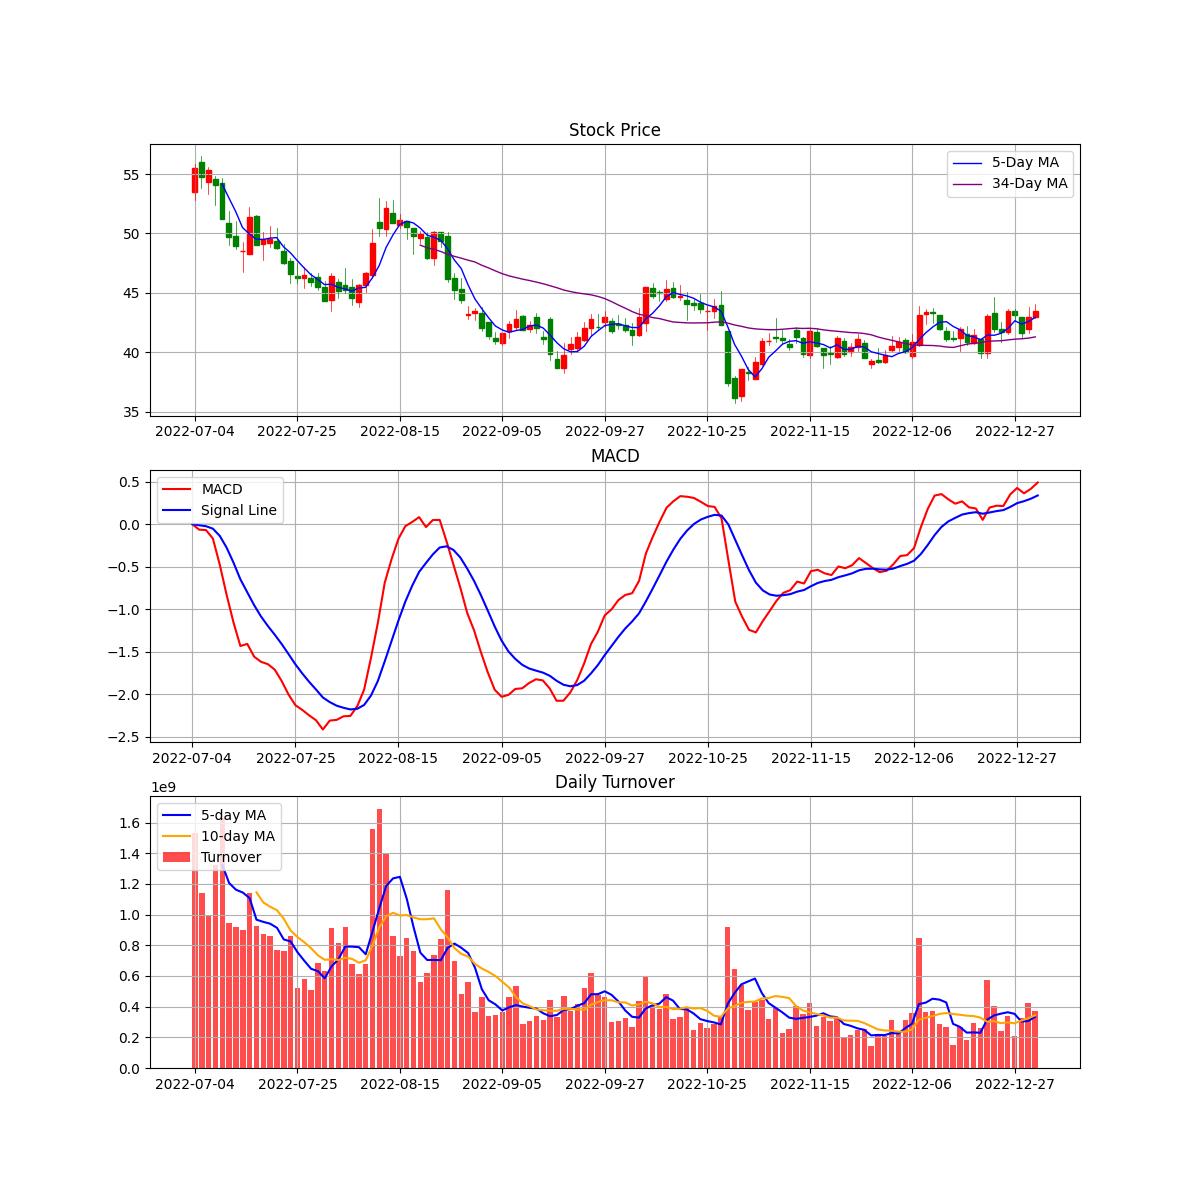 Stock Price
5-Day MA
34-Day MA
55
50
45
40
35
2022-07-04 2022-07-25 2022-08-15 2022-09-05 2022-09-27 2022-10-25 2022-11-15 2022-12-06 2022-12-27
MACD
MACD
Signal Line
0.5
0.0
−0.5
−1.0
−1.5
−2.0
−2.5
2022-07-04 2022-07-25 2022-08-15 2022-09-05 2022-09-27 2022-10-25 2022-11-15 2022-12-06 2022-12-27
Daily Turnover
1e9
5-day MA
10-day MA
Turnover
1.6
1.4
1.2
1.0
0.8
0.6
0.4
0.2
0.0
2022-07-04 2022-07-25 2022-08-15 2022-09-05 2022-09-27 2022-10-25 2022-11-15 2022-12-06 2022-12-27